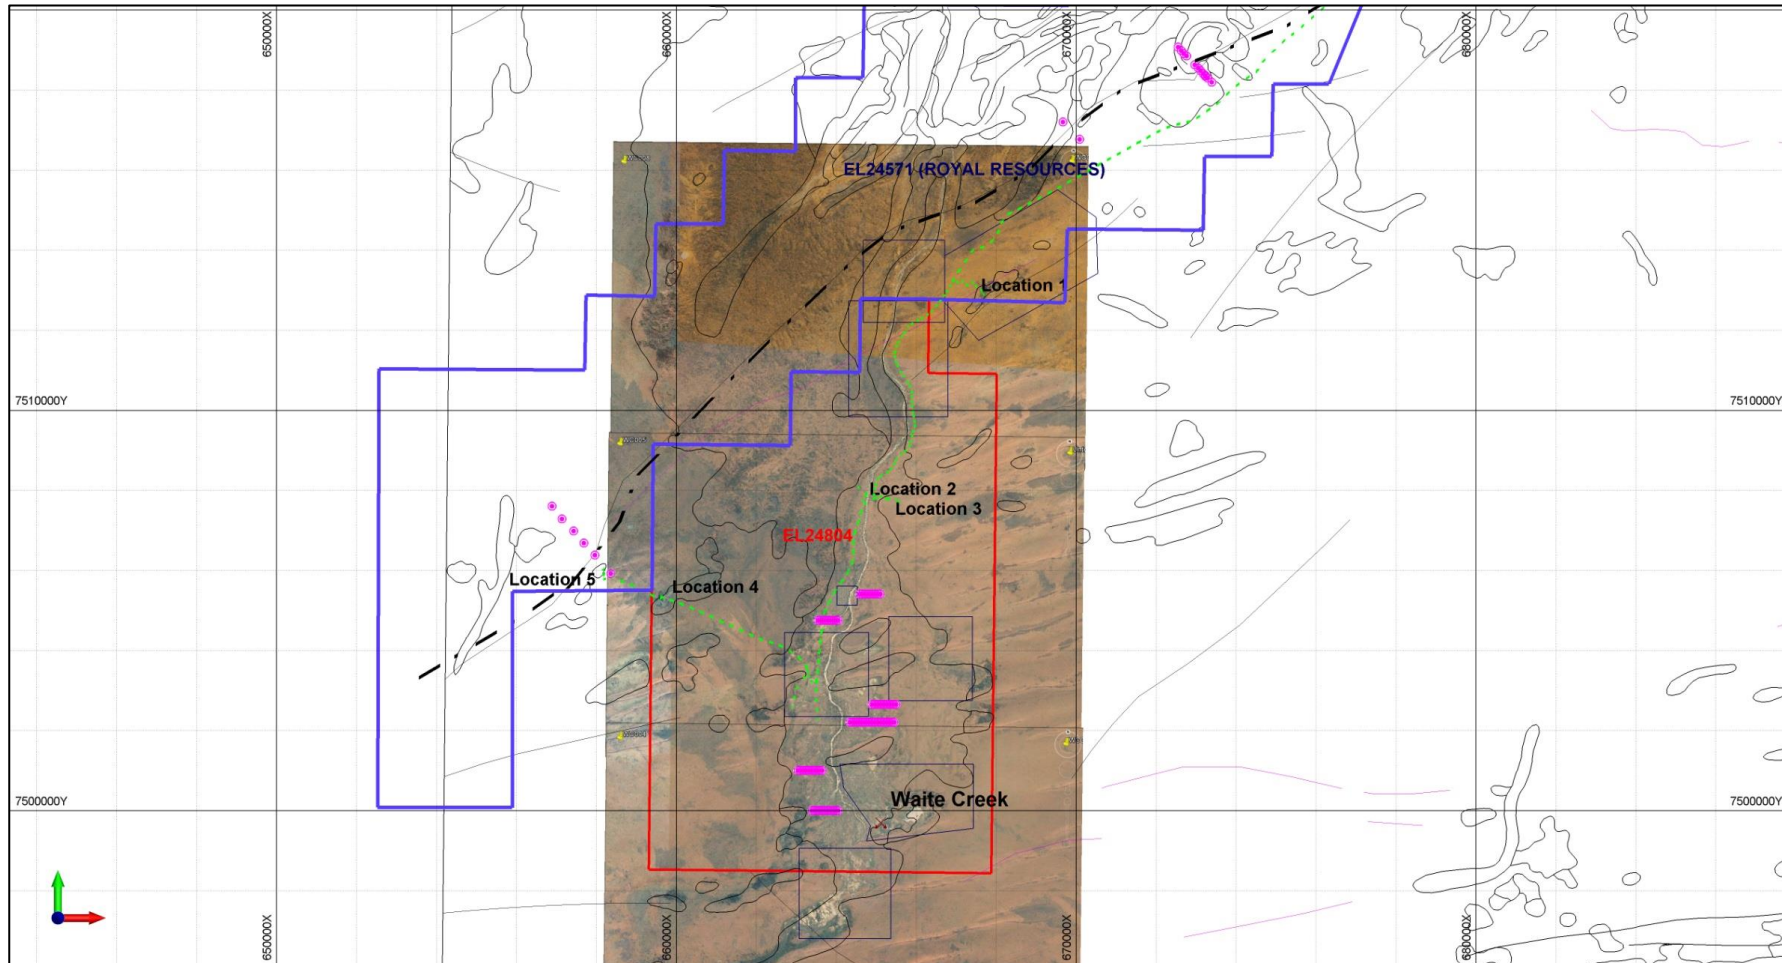 650000X
660000X
670000X
680000X
EL24571 (ROYAL RESOURCES)
Location 1
7510000Y
7510000Y
Location 2
Location 3
EL24804
Location 5
Location 4
Waite Creek
7500000Y
7500000Y
650000X
660000X
670000X
680000X